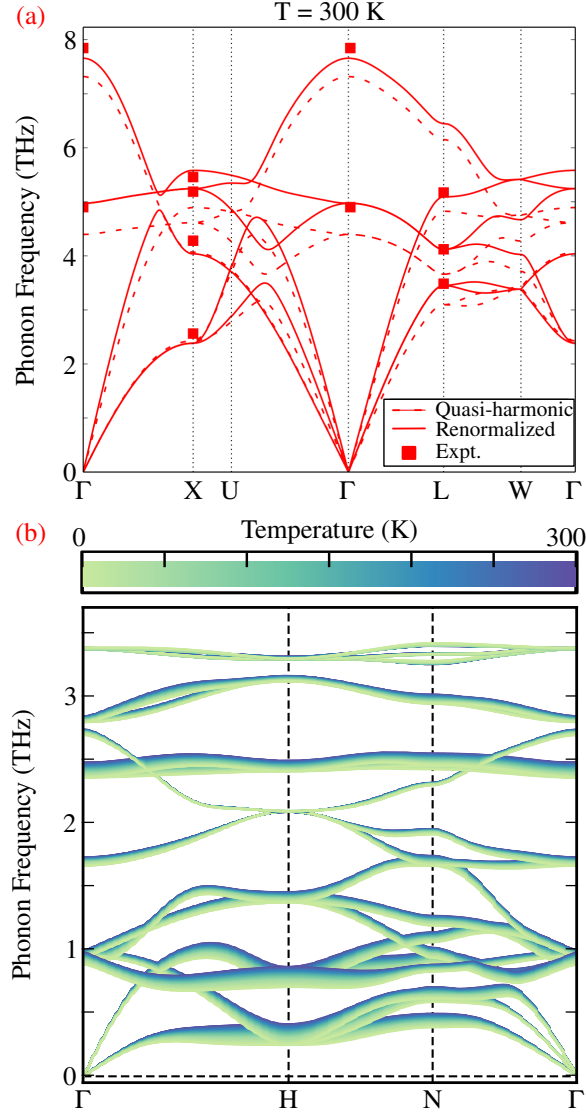 (a)
T = 300 K
8
6
4
2
0
Phonon Frequency (THz)
Quasi-harmonic
Renormalized
Expt.
Γ X U Γ L W Γ
(b)
0 Temperature (K) 300
3
2
1
0
Phonon Frequency (THz)
Γ H N Γ